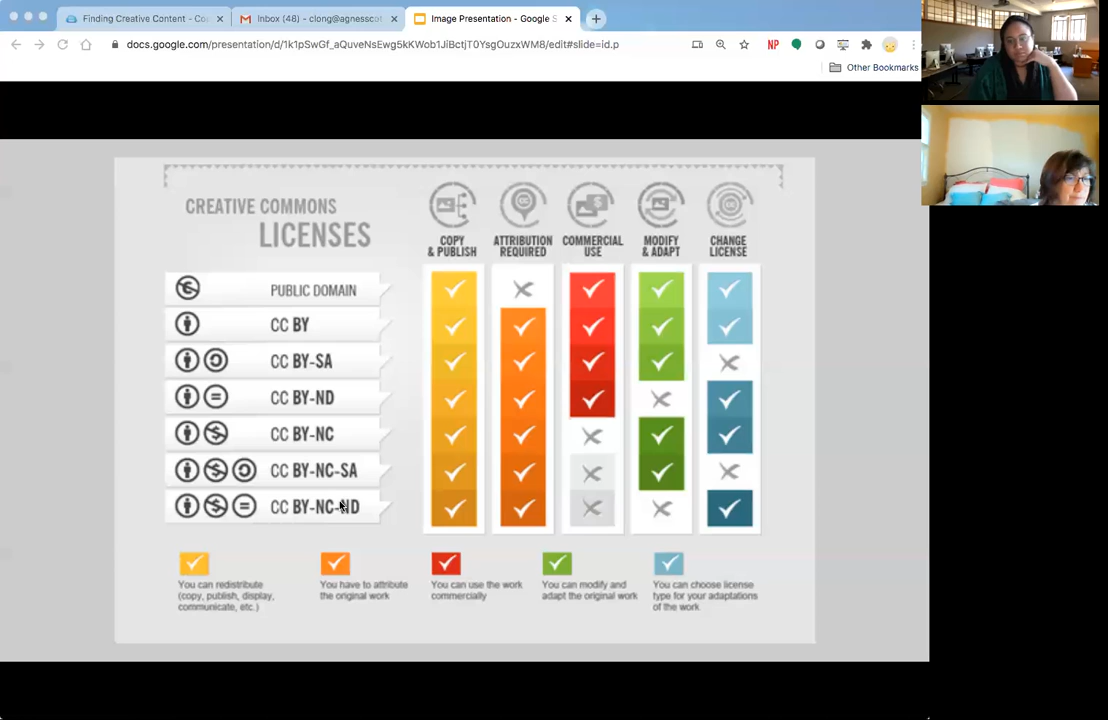 Finding Creative Content - Co
Inbox (48) - clong@agnesscot
Image Presentation - Google S
docs.google.com/presentation/d/1k1pSwGf_aQuveNsEwg5kKWob1JiBctjT0YsgOuzxWM8/edit#slide=id.p
NP
Other Bookmarks
CREATIVE COMMONS
LICENSES
COPY
& PUBLISH
ATTRIBUTION
REQUIRED
COMMERCIAL
USE
MODIFY
& ADAPT
CHANGE
LICENSE
PUBLIC DOMAIN
CC BY
CC BY-SA
CC BY-ND
CC BY-NC
CC BY-NC-SA
CC BY-NC-ND
You can redistribute
(copy, publish, display,
communicate, etc.)
You have to attribute
the original work
You can use the work
commercially
You can modify and
adapt the original work
You can choose license
type for your adaptations
of the work